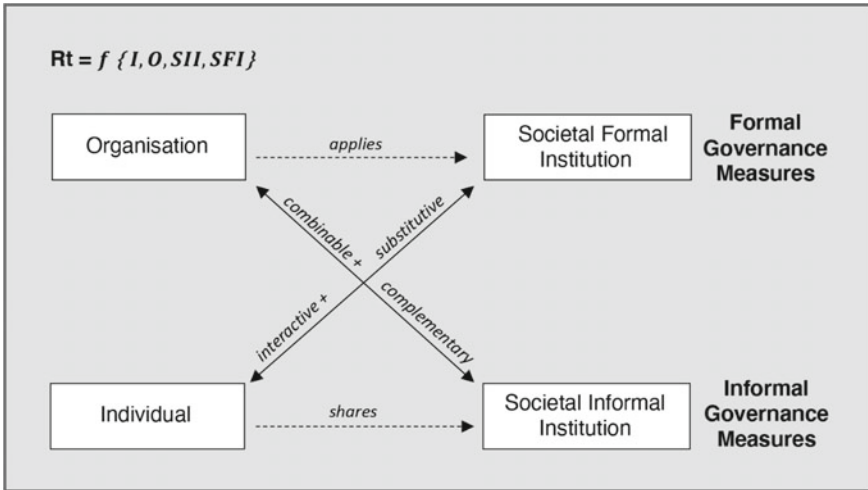 Rt = f { I, O, SII, SFI}
Organisation
applies
Societal Formal
Institution
Formal
Governance
Measures
combinable +
substitutive
interactive +
complementary
Individual
shares
Societal Informal
Institution
Informal
Governance
Measures